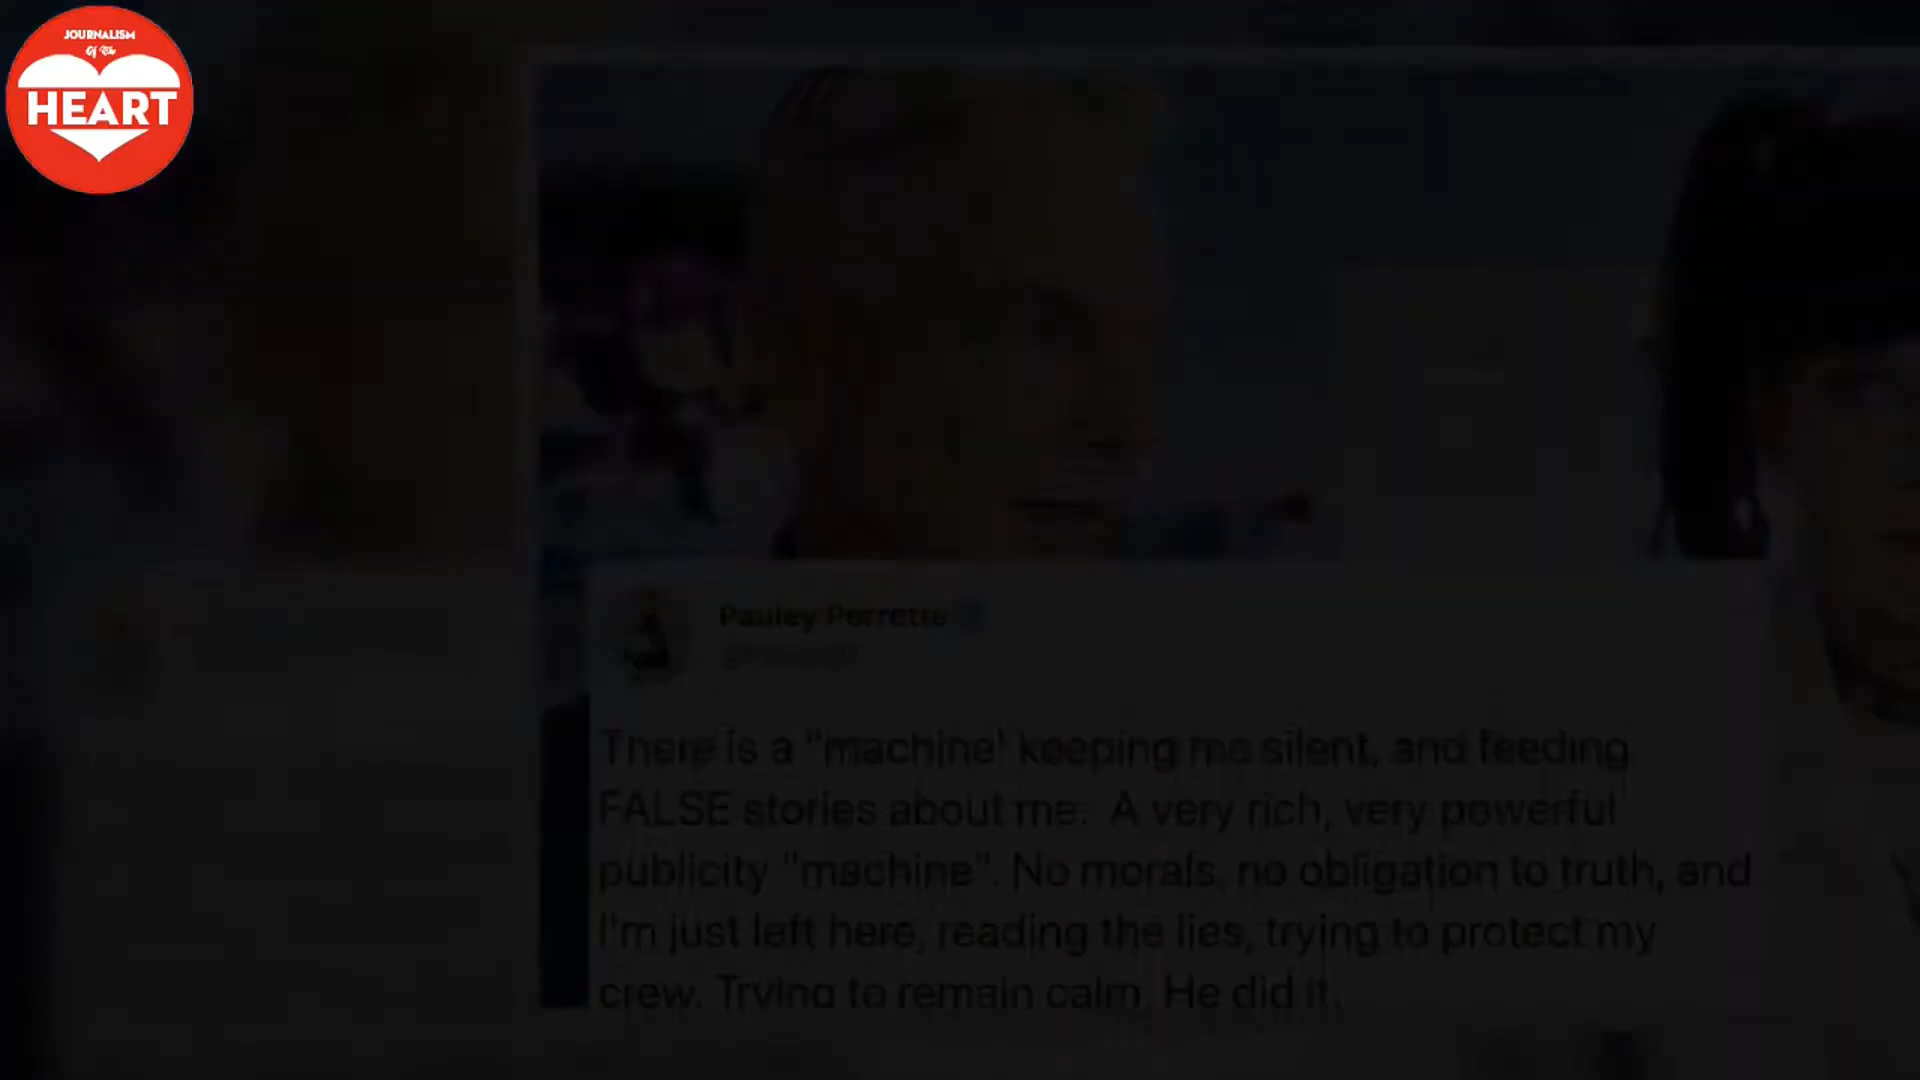 JOURNALISM
Of The
HEART
Pauley Perrette
There is a "machine' keeping me silent, and feeding
FALSE stories about me. A very rich, very powerful
publicity "machine". No morals, no obligation to truth, and
I'm just left here, reading the lies, trying to protect my
crew. Trying to remain calm. He did it.